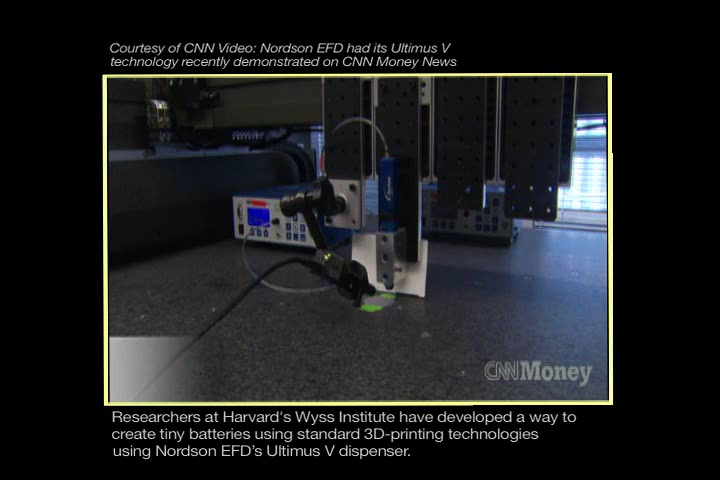 Courtesy of CNN Video: Nordson EFD had its Ultimus V
technology recently demonstrated on CNN Money News
CNNMoney
Researchers at Harvard's Wyss Institute have developed a way to
create tiny batteries using standard 3D-printing technologies
using Nordson EFD's Ultimus V dispenser.